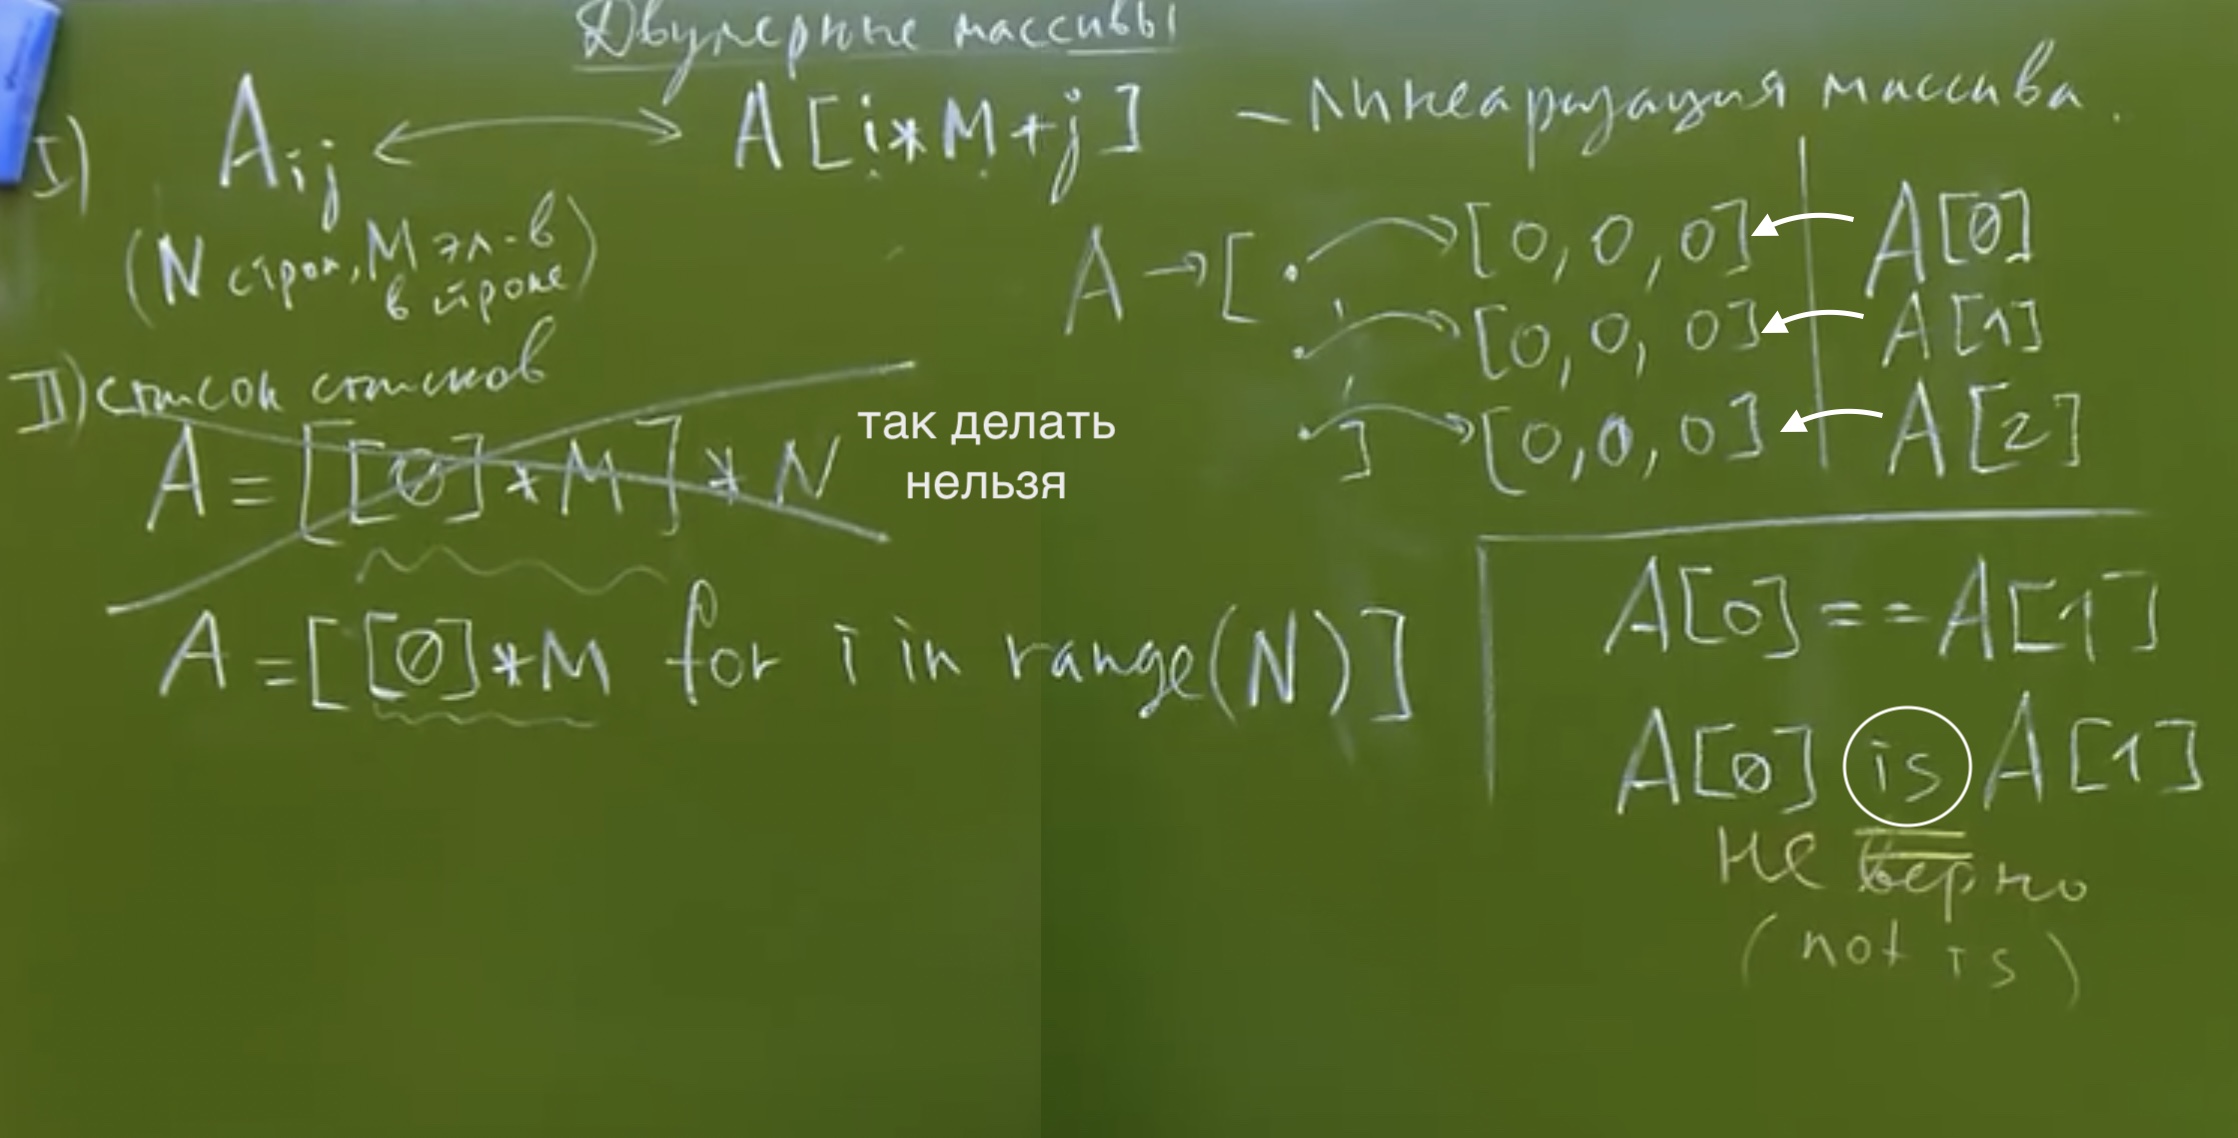 Двумерные массивы
I) Aij ⟷ A[i*M+j] – Линеаризация массива.
(N строк, M эл-в
в строке)
II) список списков
A=[[0]*M]*N
так делать
нельзя
A=[[0]*M for i in range(N)]
A→[. [0,0,0] A[0]
, [0,0,0] A[1]
, ] [0,0,0] A[2]
A[0]==A[1]
A[0] is A[1]
не верно
(not is)